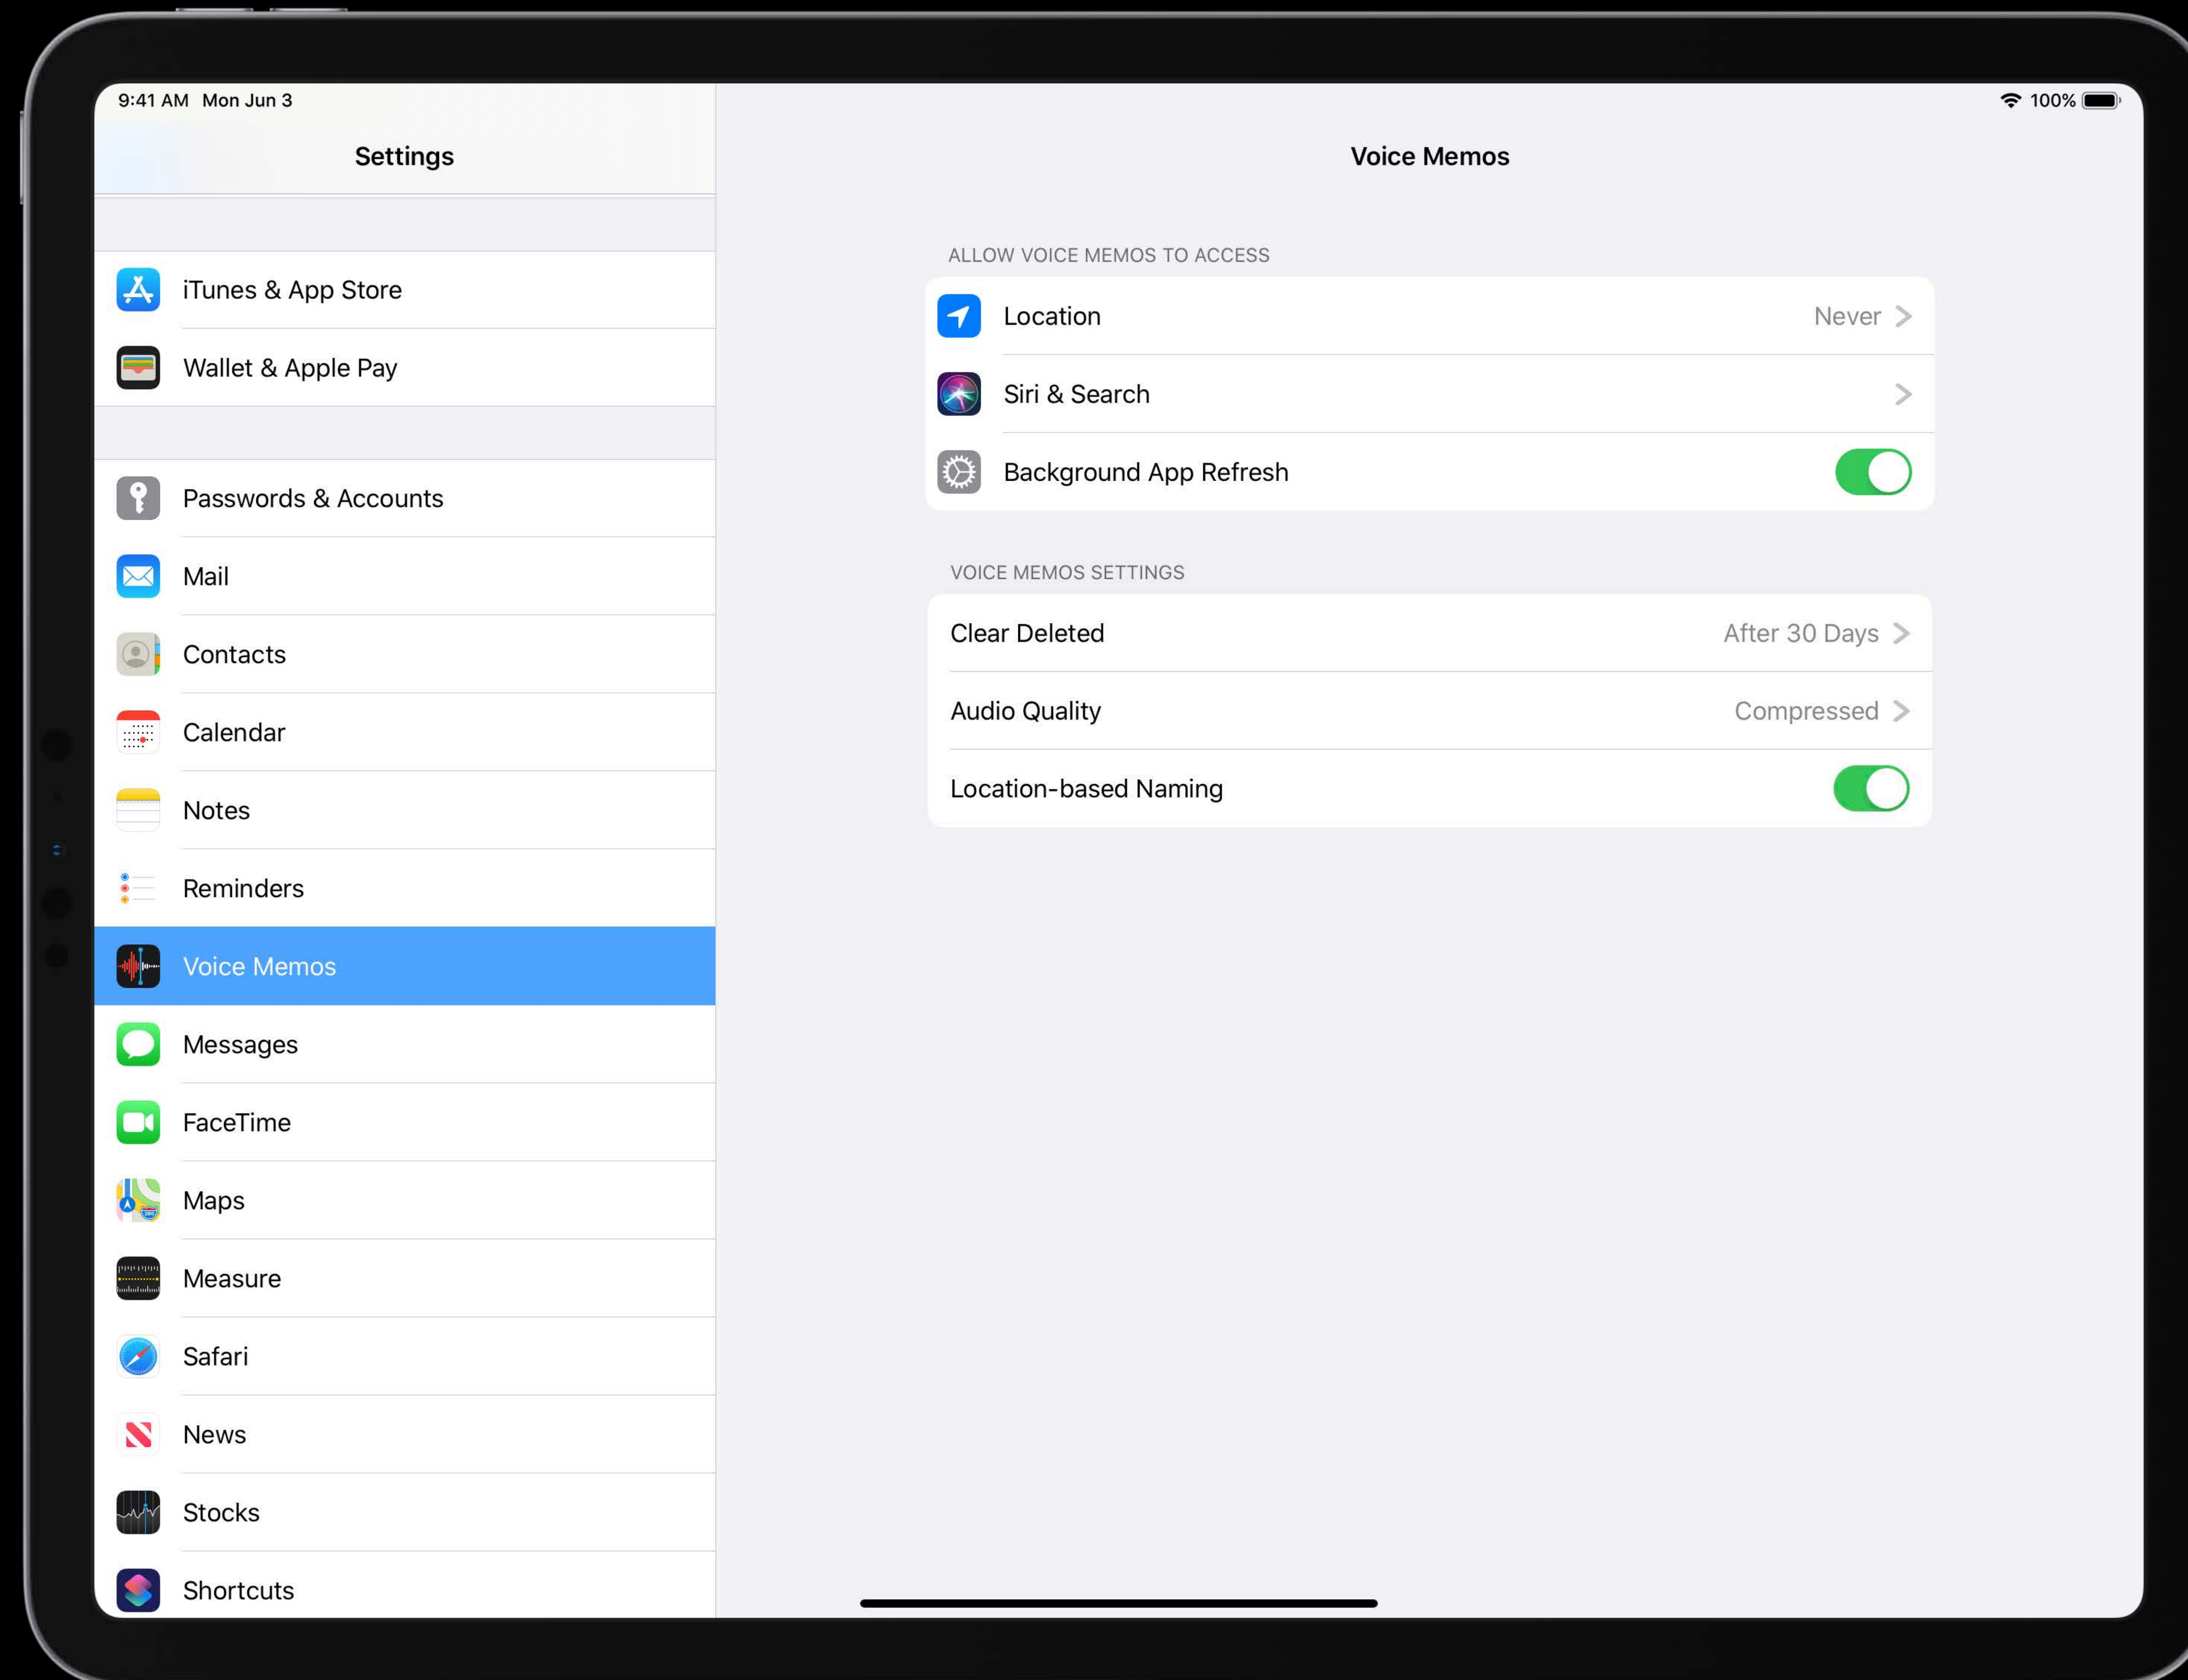 9:41 AM Mon Jun 3
100%
Settings
iTunes & App Store
Wallet & Apple Pay
Passwords & Accounts
Mail
Contacts
Calendar
Notes
Reminders
Voice Memos
Messages
FaceTime
Maps
Measure
Safari
News
Stocks
Shortcuts
Voice Memos
ALLOW VOICE MEMOS TO ACCESS
Location Never
Siri & Search
Background App Refresh
VOICE MEMOS SETTINGS
Clear Deleted After 30 Days
Audio Quality Compressed
Location-based Naming